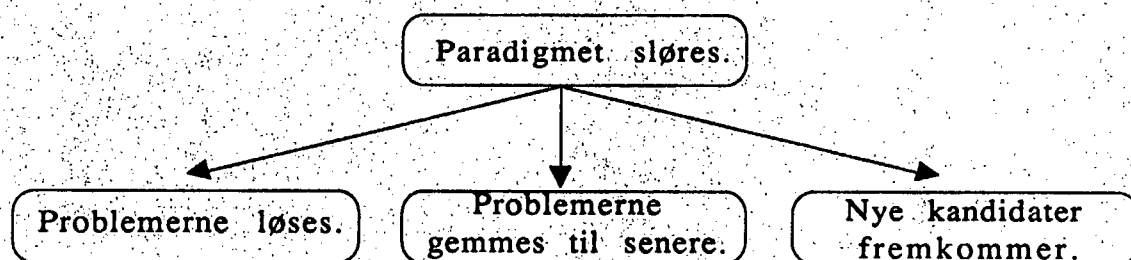 Paradigmet sløres.
Problemerne løses.
Problemerne
gemmes til senere.
Nye kandidater
fremkommer.